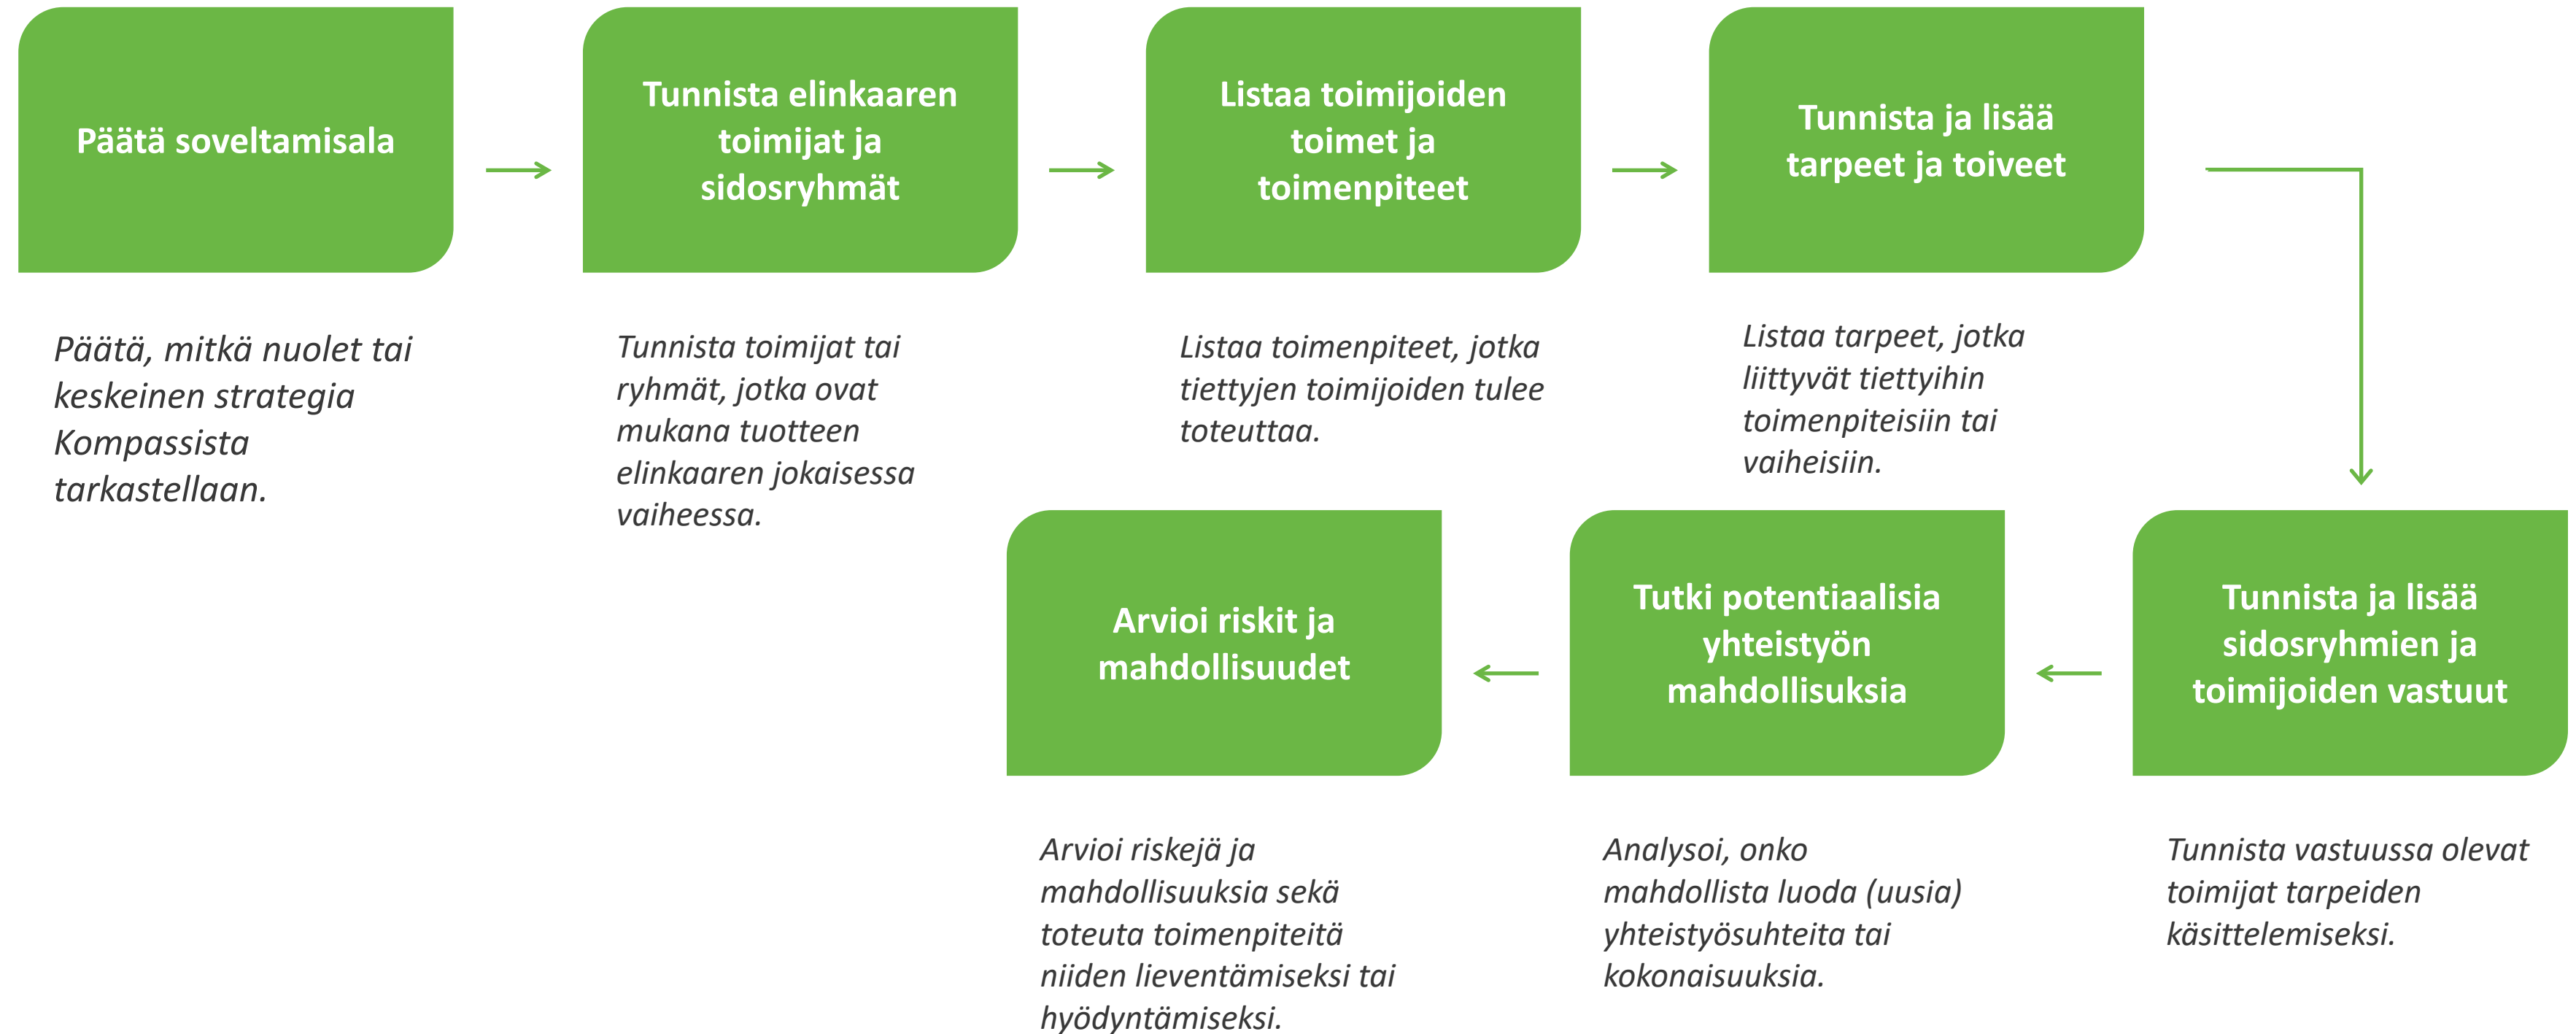 Päätä soveltamisala
Päätä, mitkä nuolet tai
keskeinen strategia
Kompassista
tarkastellaan.
Tunnista elinkaaren
toimijat ja
sidosryhmät
Tunnista toimijat tai
ryhmät, jotka ovat
mukana tuotteen
elinkaaren jokaisessa
vaiheessa.
Listaa toimijoiden
toimet ja
toimenpiteet
Listaa toimenpiteet, jotka
tiettyjen toimijoiden tulee
toteuttaa.
Tunnista ja lisää
tarpeet ja toiveet
Listaa tarpeet, jotka
liittyvät tiettyihin
toimenpiteisiin tai
vaiheisiin.
Tunnista ja lisää
sidosryhmien ja
toimijoiden vastuut
Tunnista vastuussa olevat
toimijat tarpeiden
käsittelemiseksi.
Tutki potentiaalisia
yhteistyön
mahdollisuksia
Analysoi, onko
mahdollista luoda (uusia)
yhteistyösuhteita tai
kokonaisuuksia.
Arvioi riskit ja
mahdollisuudet
Arvioi riskejä ja
mahdollisuuksia sekä
toteuta toimenpiteitä
niiden lieventämiseksi tai
hyödyntämiseksi.